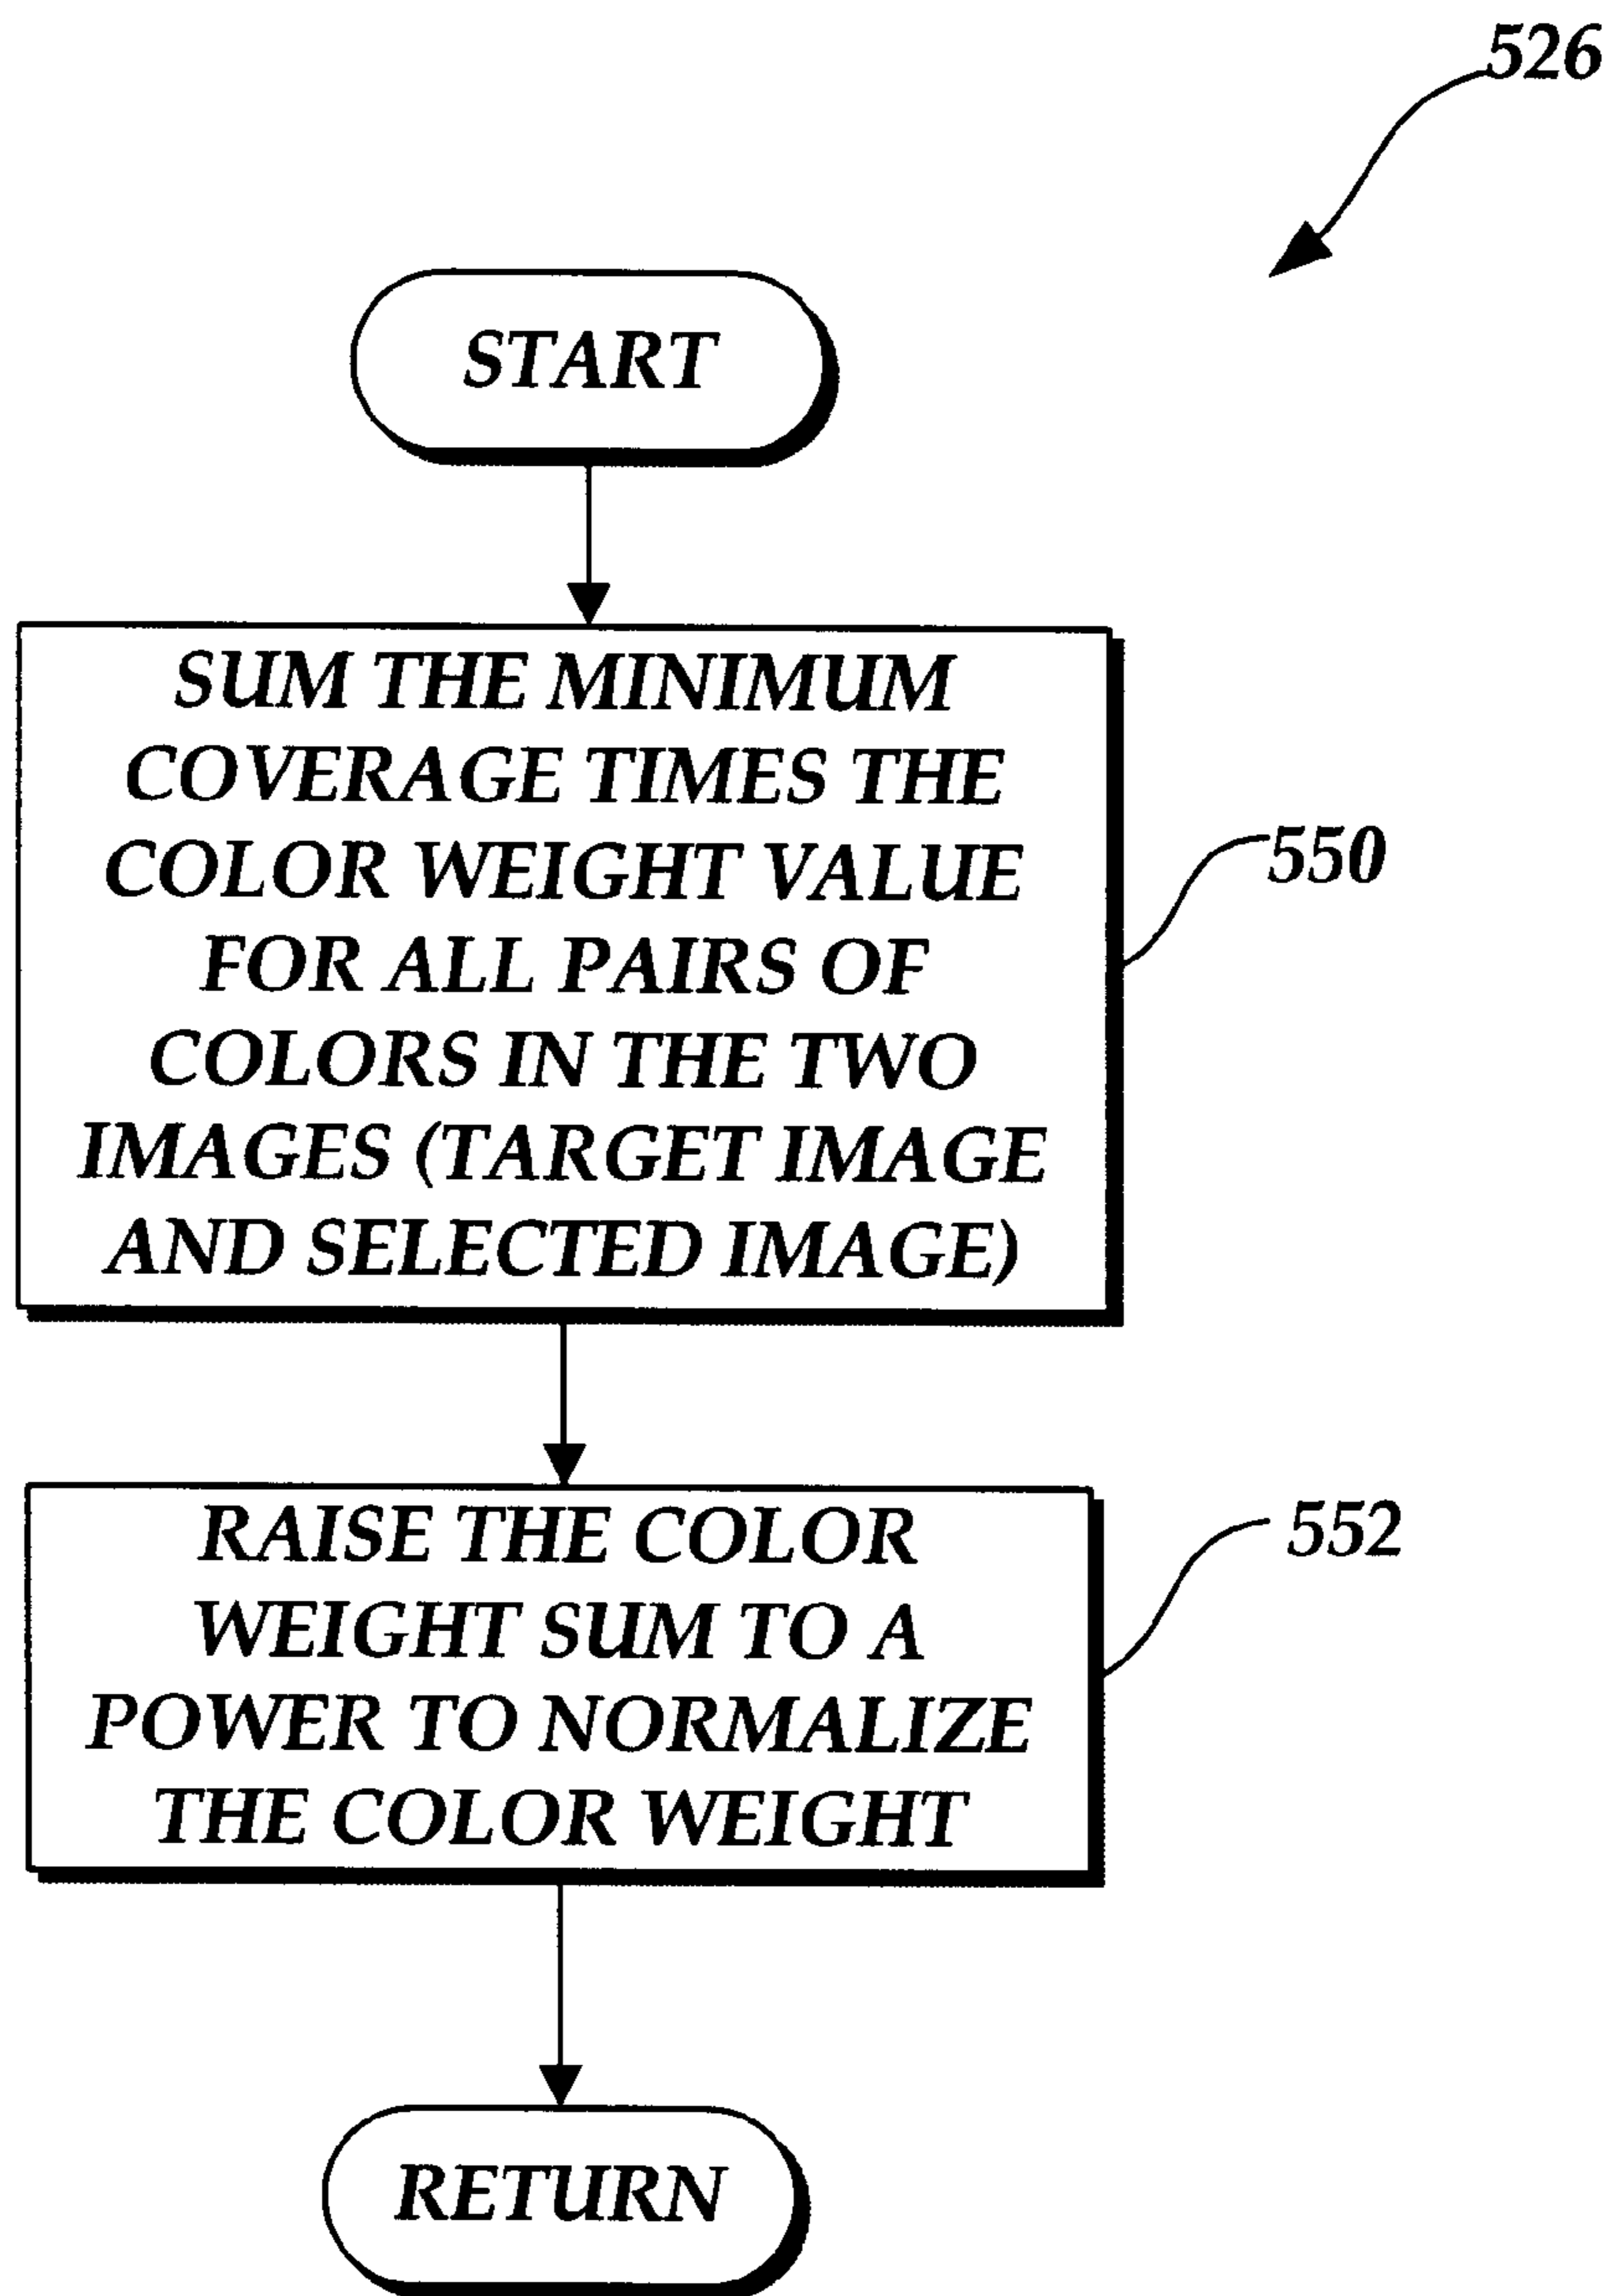 526
START
SUM THE MINIMUM
COVERAGE TIMES THE
COLOR WEIGHT VALUE
FOR ALL PAIRS OF
COLORS IN THE TWO
IMAGES (TARGET IMAGE
AND SELECTED IMAGE)
550
RAISE THE COLOR
WEIGHT SUM TO A
POWER TO NORMALIZE
THE COLOR WEIGHT
552
RETURN